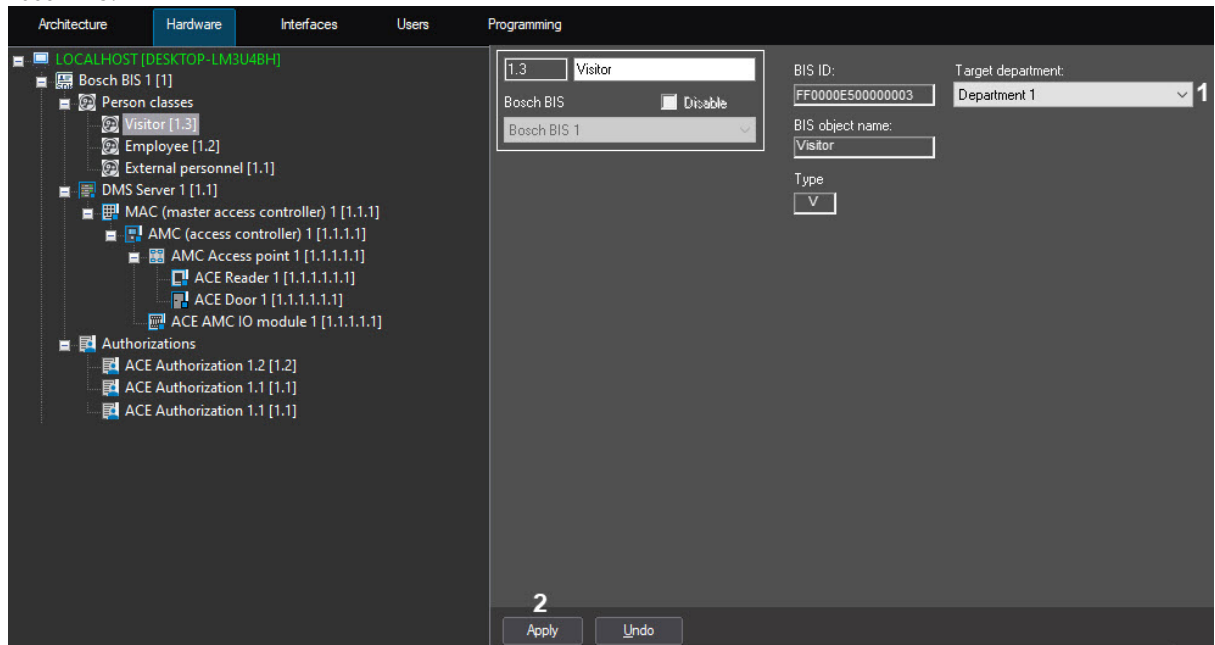 Architecture Hardware Interfaces Users Programming
LOCALHOST [DESKTOP-LM3U4BH]
Bosch BIS 1 [1]
Person classes
Visitor [1.3]
Employee [1.2]
External personnel [1.1]
DMS Server 1 [1.1]
MAC (master access controller) 1 [1.1.1]
AMC (access controller) 1 [1.1.1.1]
AMC Access point 1 [1.1.1.1.1]
ACE Reader 1 [1.1.1.1.1.1]
ACE Door 1 [1.1.1.1.1.1]
ACE AMC IO module 1 [1.1.1.1.1]
Authorizations
ACE Authorization 1.2 [1.2]
ACE Authorization 1.1 [1.1]
ACE Authorization 1.1 [1.1]
1.3 Visitor
Bosch BIS Disable
Bosch BIS 1
BIS ID:
FF0000E500000003
BIS object name:
Visitor
Type
V
Target department:
Department 1 1
2
Apply Undo